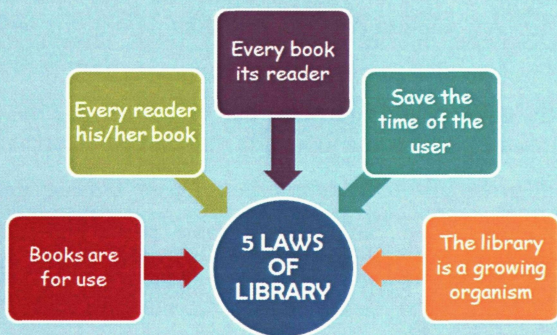 Every book
its reader
Every reader
his/her book
Save the
time of the
user
Books are
for use
5 LAWS
OF
LIBRARY
The library
is a growing
organism